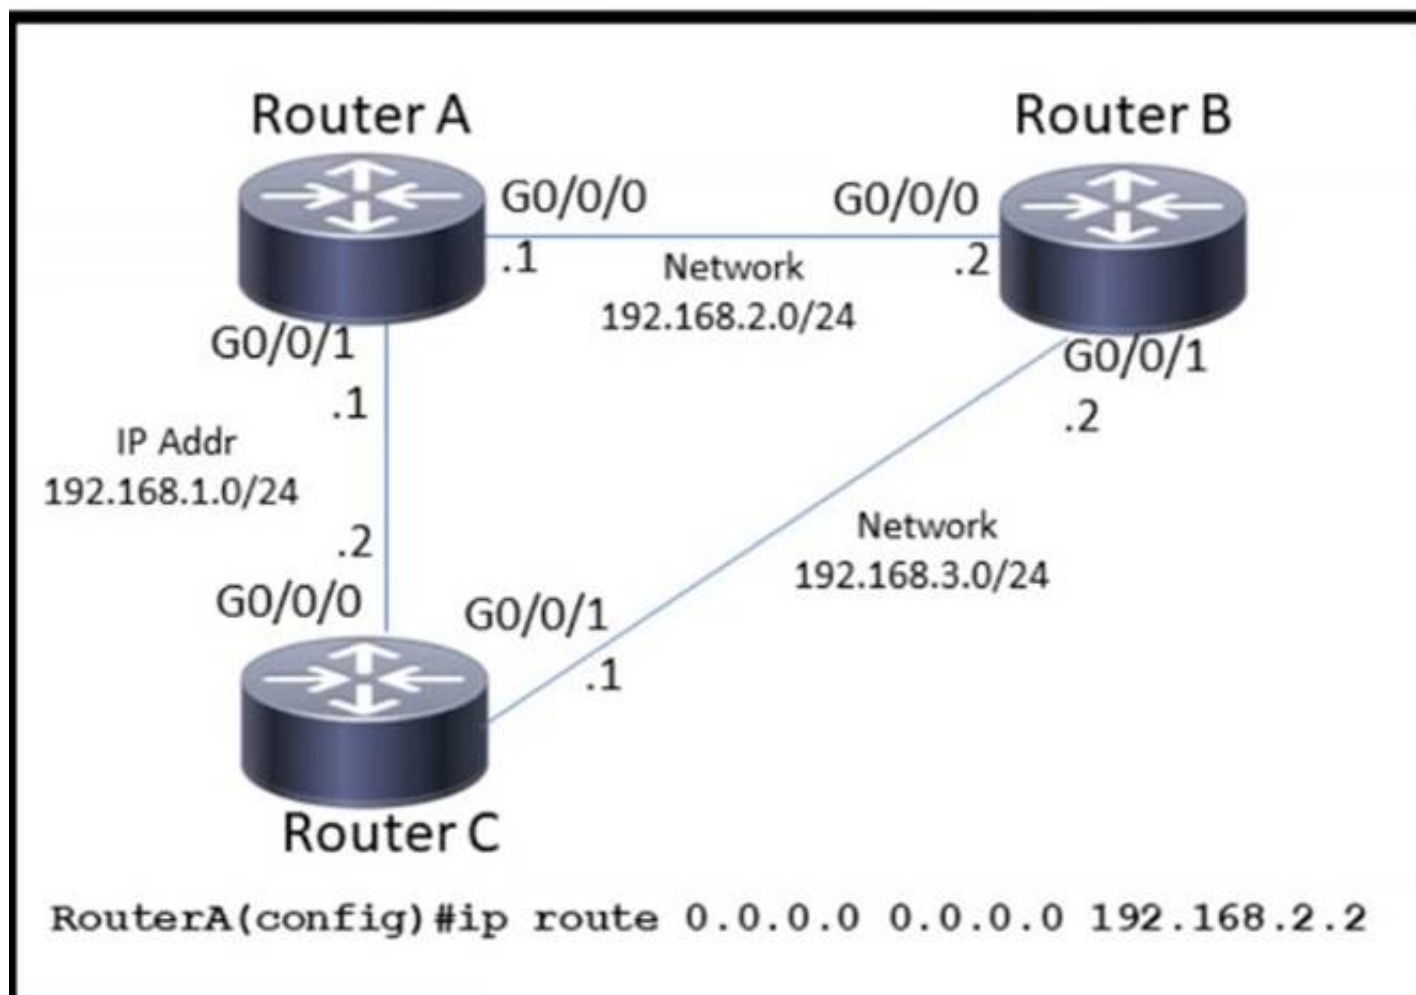 Router A
Router B
G0/0/0
G0/0/0
.1
.2
Network
192.168.2.0/24
G0/0/1
G0/0/1
.1
.2
IP Addr
192.168.1.0/24
Network
192.168.3.0/24
.2
G0/0/0
G0/0/1
.1
Router C
RouterA(config)#ip route 0.0.0.0 0.0.0.0 192.168.2.2